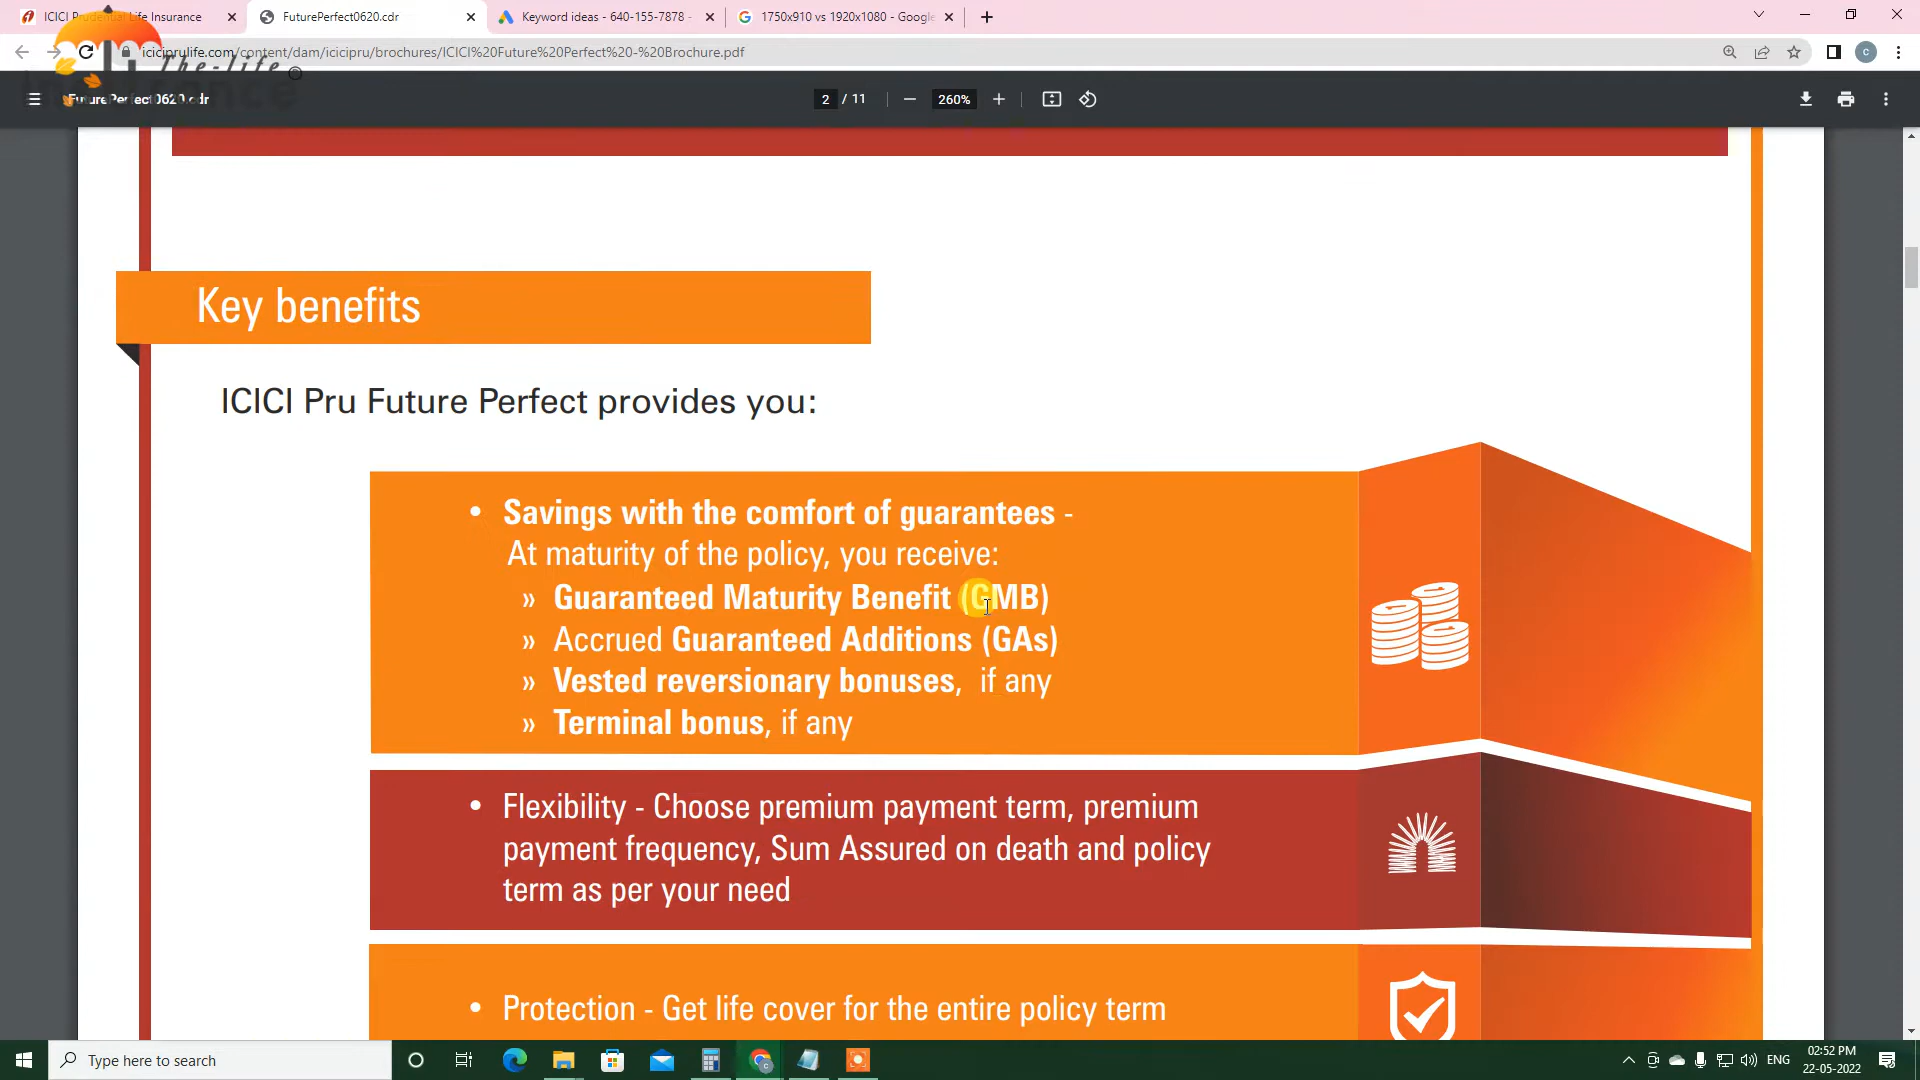 ICICI Prudential Life Insurance
FuturePerfect0620.cdr
Keyword ideas - 640-155-7878 -
1750x910 vs 1920x1080 - Google
iciciprulife.com/content/dam/icicipru/brochures/ICICI%20Future%20Perfect%20-%20Brochure.pdf
The-life
insurance
FuturePerfect0620.cdr
2 / 11
260%
Key benefits
ICICI Pru Future Perfect provides you:
• Savings with the comfort of guarantees -
At maturity of the policy, you receive:
» Guaranteed Maturity Benefit (GMB)
» Accrued Guaranteed Additions (GAs)
» Vested reversionary bonuses, if any
» Terminal bonus, if any
• Flexibility - Choose premium payment term, premium
payment frequency, Sum Assured on death and policy
term as per your need
• Protection - Get life cover for the entire policy term
Type here to search
ENG
02:52 PM
22-05-2022